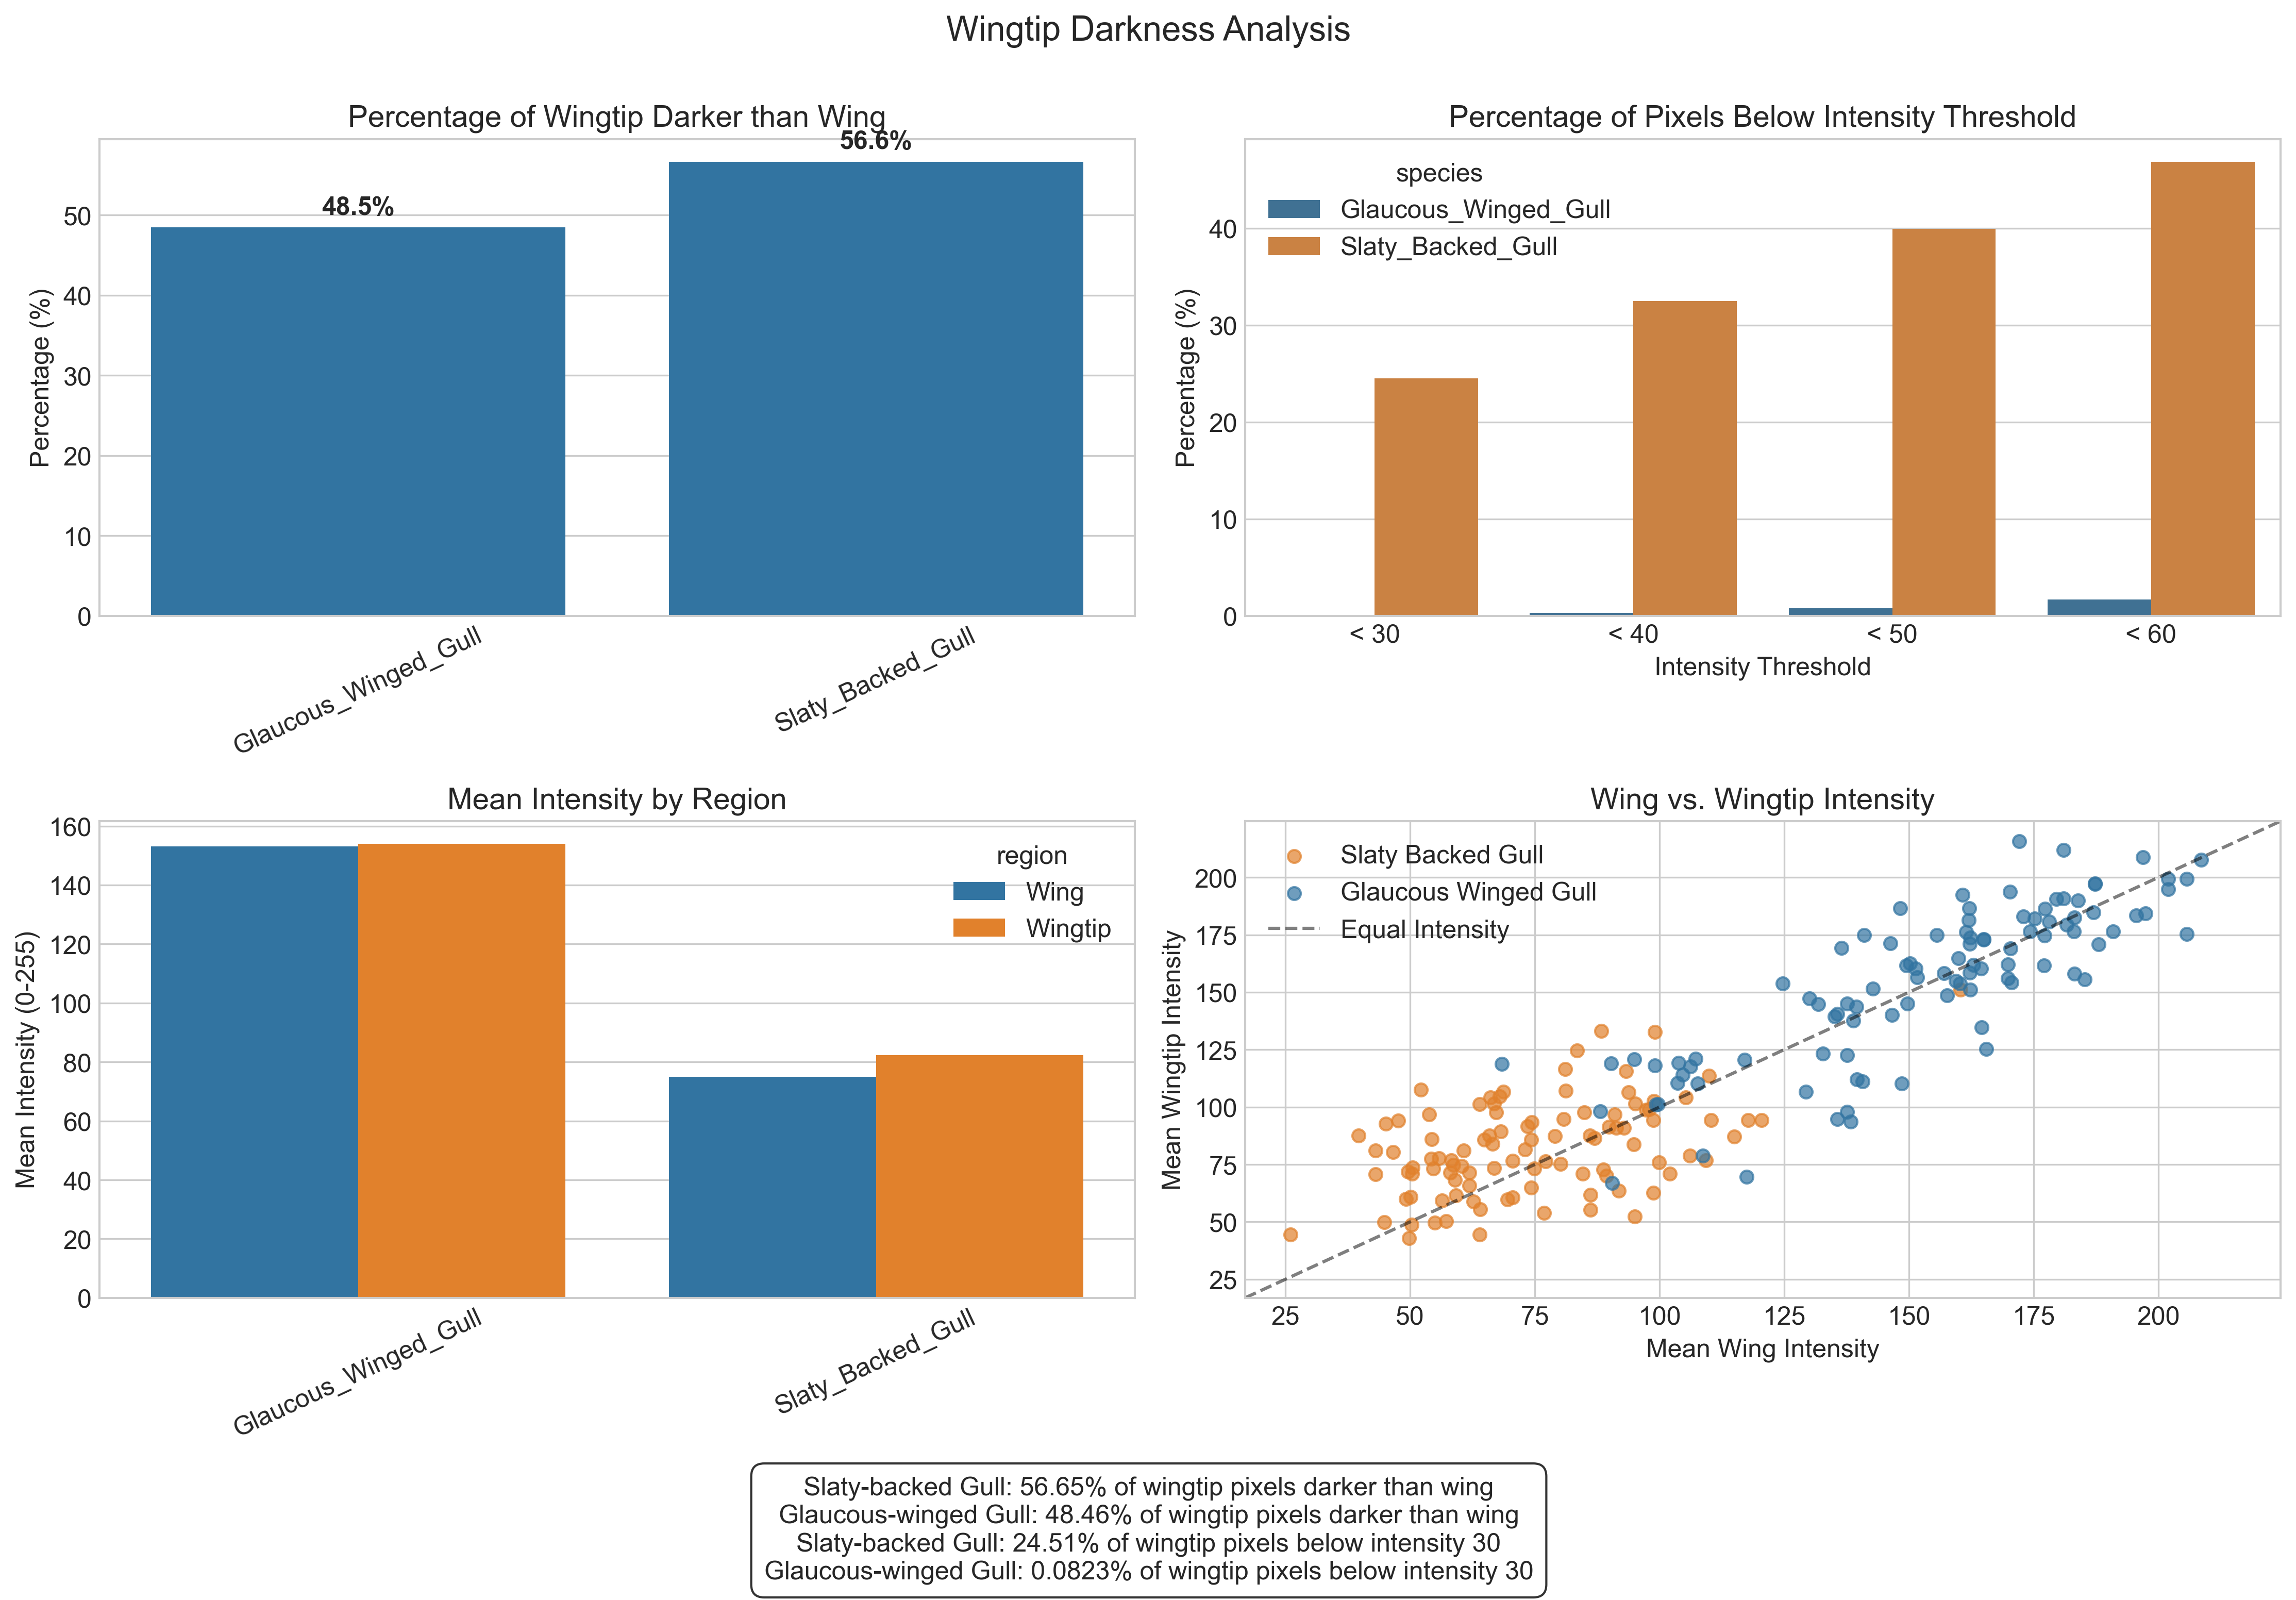 Wingtip Darkness Analysis
Percentage of Wingtip Darker than Wing
Percentage (%)
50
40
30
20
10
0
48.5%
56.6%
Glaucous_Winged_Gull
Slaty_Backed_Gull
Percentage of Pixels Below Intensity Threshold
Percentage (%)
40
30
20
10
0
species
Glaucous_Winged_Gull
Slaty_Backed_Gull
< 30
< 40
< 50
< 60
Intensity Threshold
Mean Intensity by Region
Mean Intensity (0-255)
160
140
120
100
80
60
40
20
0
region
Wing
Wingtip
Glaucous_Winged_Gull
Slaty_Backed_Gull
Wing vs. Wingtip Intensity
Mean Wingtip Intensity
200
175
150
125
100
75
50
25
Slaty Backed Gull
Glaucous Winged Gull
Equal Intensity
25
50
75
100
125
150
175
200
Mean Wing Intensity
Slaty-backed Gull: 56.65% of wingtip pixels darker than wing
Glaucous-winged Gull: 48.46% of wingtip pixels darker than wing
Slaty-backed Gull: 24.51% of wingtip pixels below intensity 30
Glaucous-winged Gull: 0.0823% of wingtip pixels below intensity 30